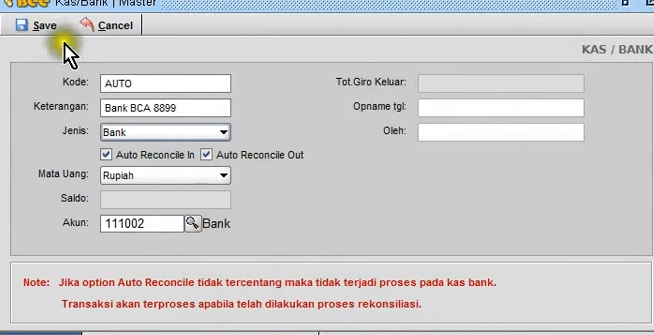 BEE Kas/Bank | Master
Save Cancel
KAS / BANK
Kode: AUTO Tot.Giro Keluar:
Keterangan: Bank BCA 8899 Opname tgl:
Jenis: Bank Oleh:
Auto Reconcile In Auto Reconcile Out
Mata Uang: Rupiah
Saldo:
Akun: 111002 Bank
Note: Jika option Auto Reconcile tidak tercentang maka tidak terjadi proses pada kas bank.
Transaksi akan terproses apabila telah dilakukan proses rekonsiliasi.